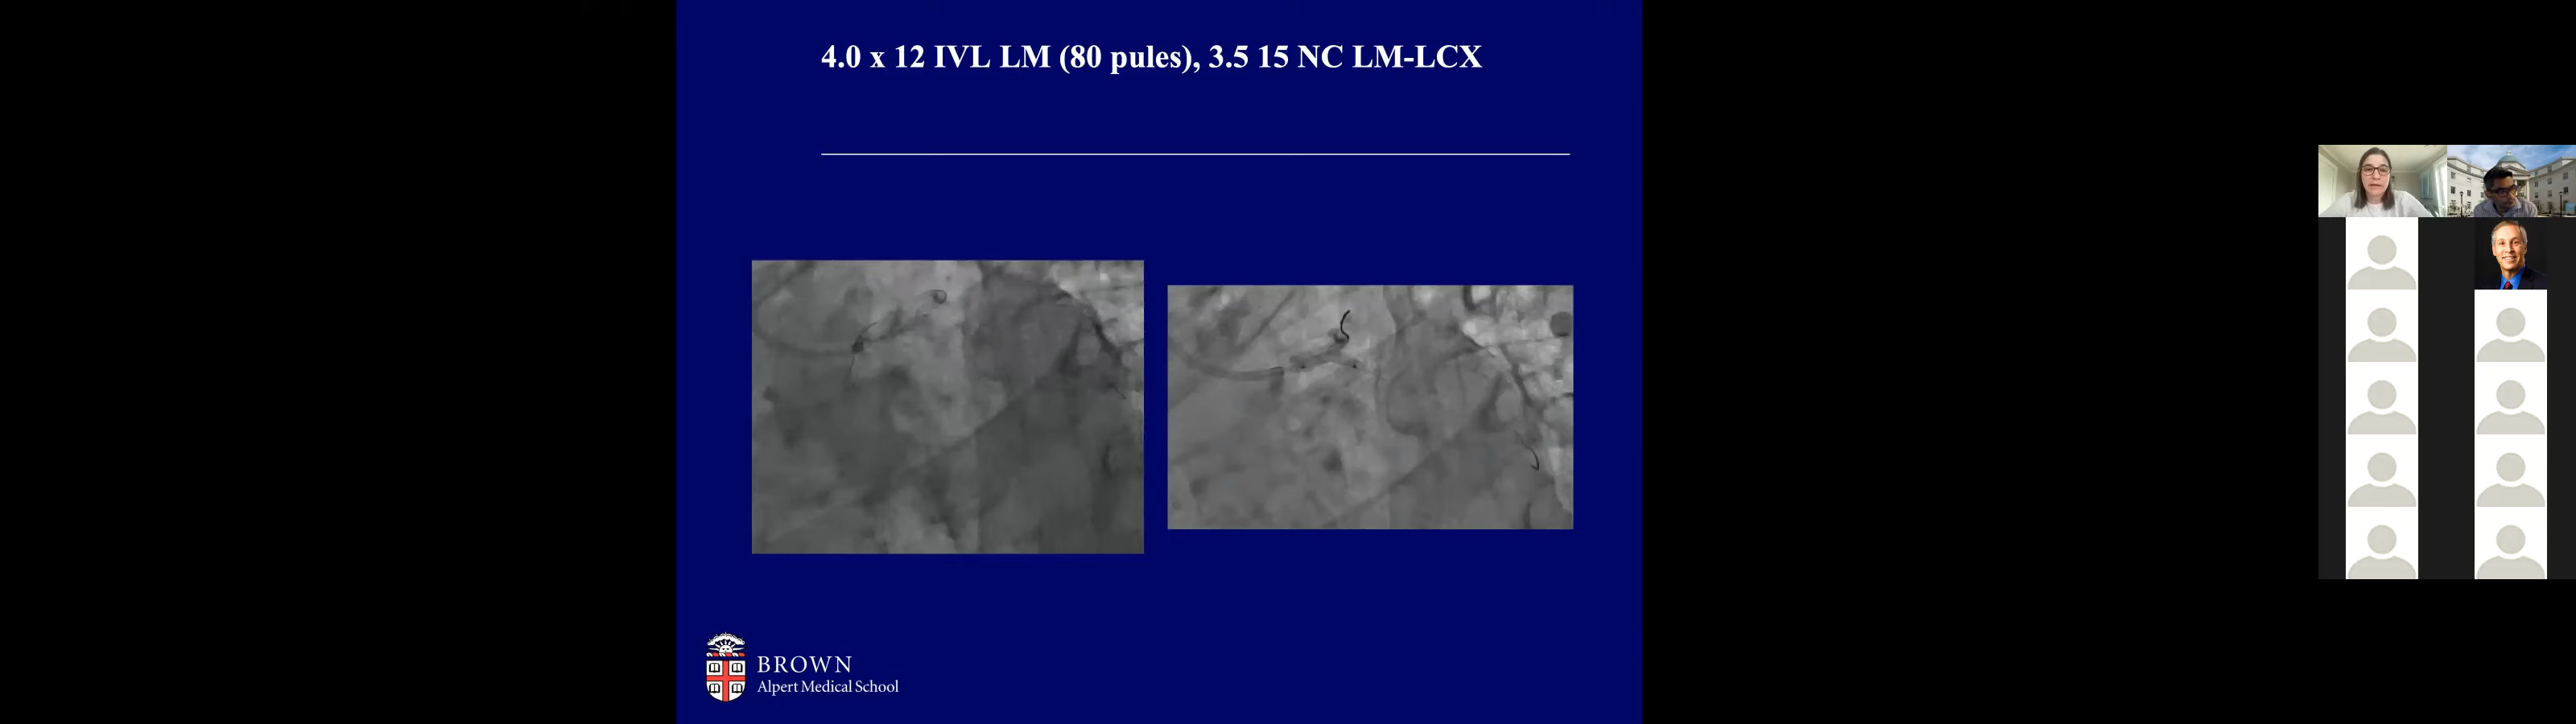 4.0 x 12 IVL LM (80 pules), 3.5 15 NC LM-LCX
BROWN
Alpert Medical School